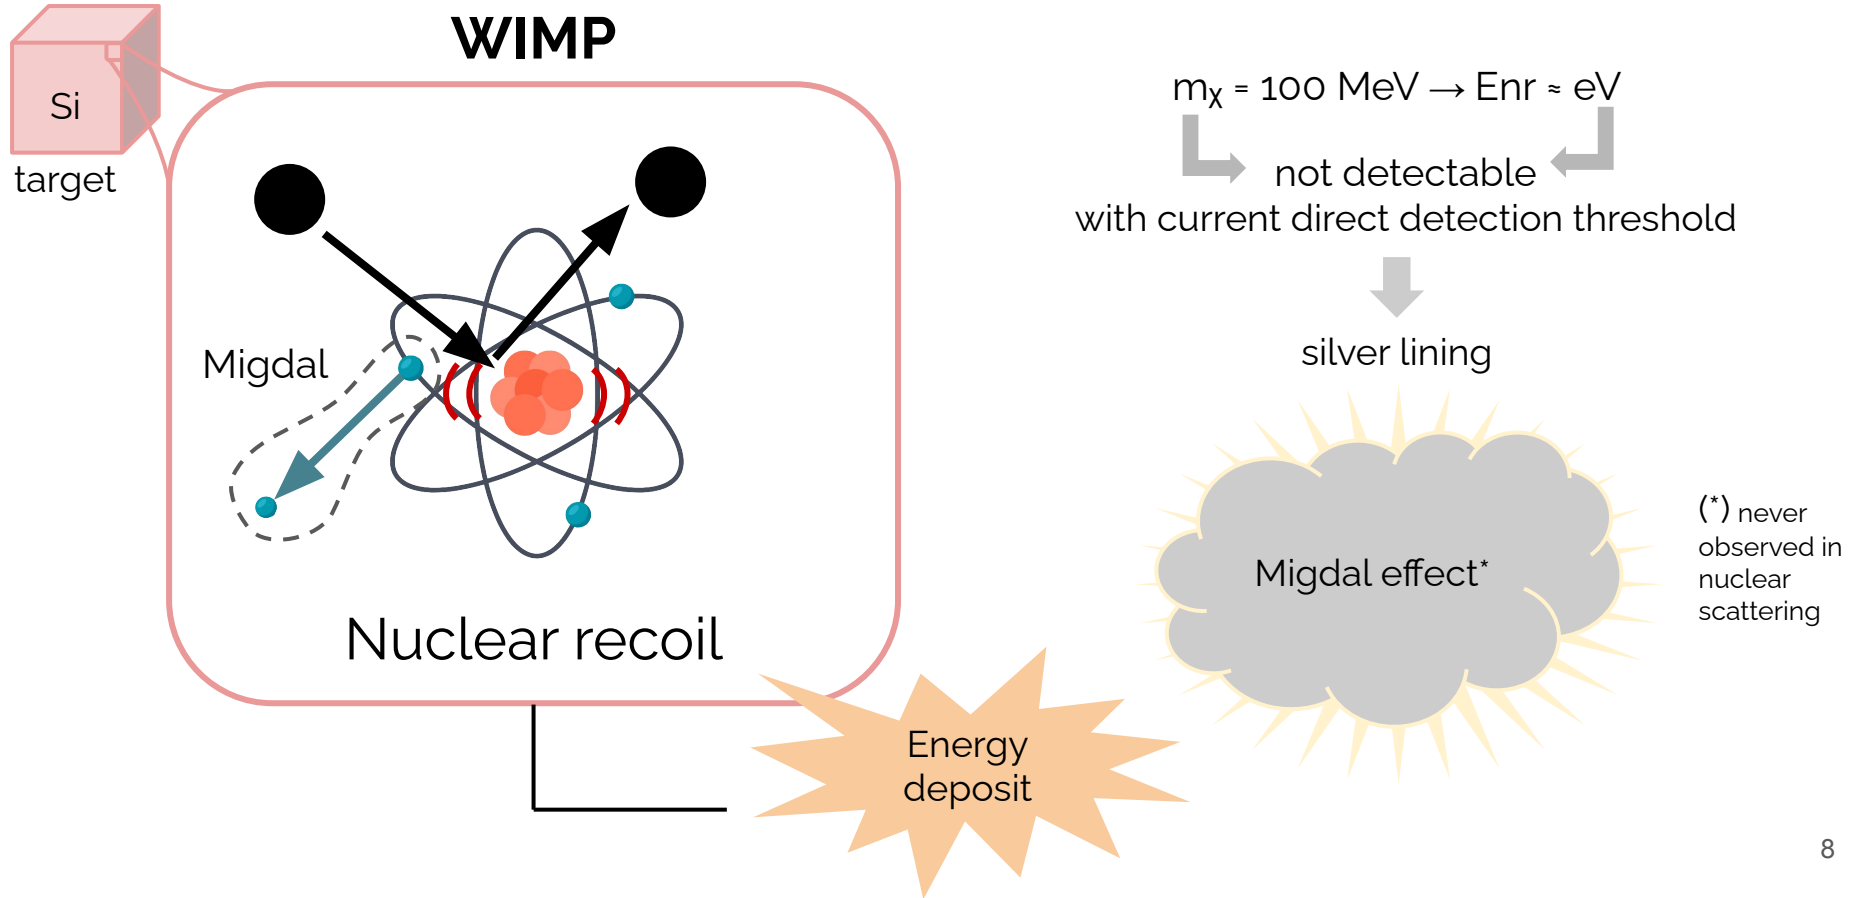 WIMP
Si
target
Migdal
Nuclear recoil
Energy
deposit
mχ = 100 MeV → Enr ≈ eV
not detectable
with current direct detection threshold
silver lining
Migdal effect*
(*) never
observed in
nuclear
scattering
8